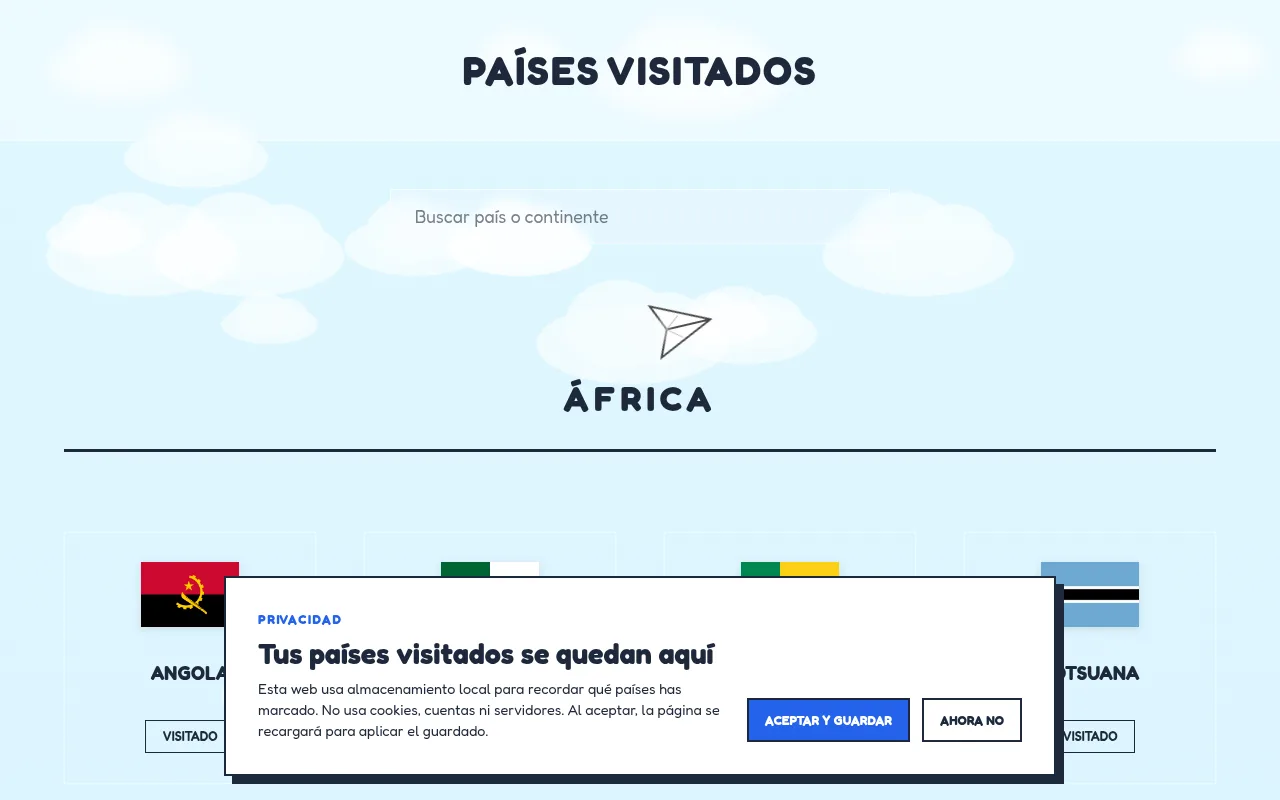 PAÍSES VISITADOS
Buscar país o continente
ÁFRICA
ANGOLA
VISITADO
VISITADO
PRIVACIDAD
Tus países visitados se quedan aquí
Esta web usa almacenamiento local para recordar qué países has
marcado. No usa cookies, cuentas ni servidores. Al aceptar, la página se
recargará para aplicar el guardado.
ACEPTAR Y GUARDAR
AHORA NO